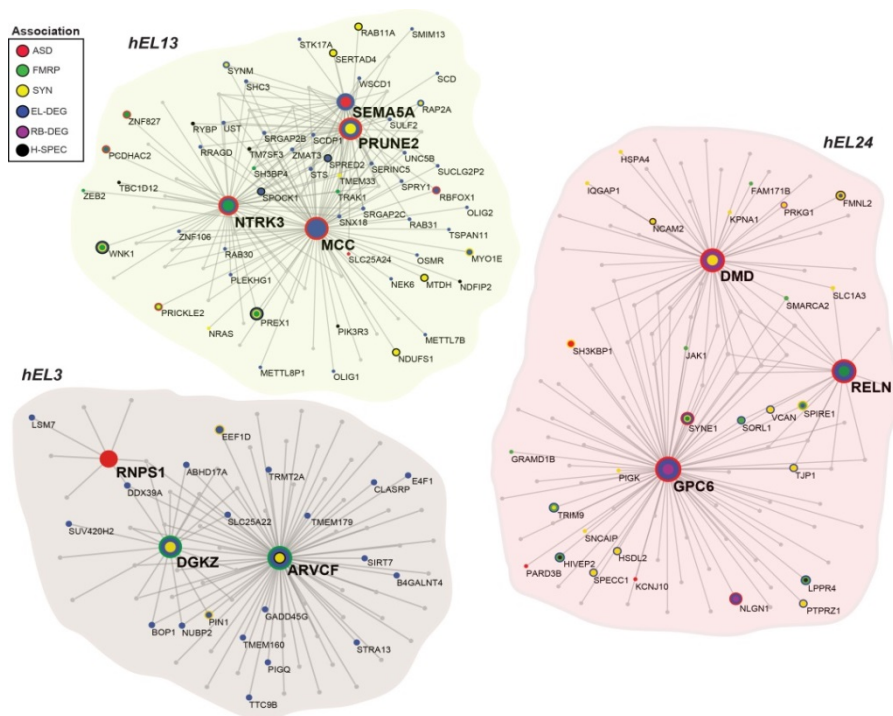 Association
ASD
FMRP
SYN
EL-DEG
RB-DEG
H-SPEC
hEL13
RAB11A
STK17A
SMIM13
SERTAD4
SYNM
WSCD1
SCD
SHC3
SEMA5A
RAP2A
ZNF827
RYBP
UST
SULF2
PRUNE2
SRGAP2B
SCDP1
PCDHAC2
RRAGD
TM7SF3
ZMAT3
SPRED2
UNC5B
SERINC5
SUCLG2P2
SH3BP4
STS
TBC1D12
TMEM33
SPRY1
RBFOX1
ZEB2
SPOCK1
TRAK1
SRGAP2C
OLIG2
NTRK3
SNX18
RAB31
TSPAN11
ZNF106
MCC
WNK1
RAB30
SLC25A24
OSMR
MYO1E
PLEKHG1
NEK6
MTDH
NDFIP2
PRICKLE2
PREX1
NRAS
PIK3R3
METTL7B
NDUFS1
METTL8P1
OLIG1
hEL24
HSPA4
IQGAP1
FAM171B
FMNL2
NCAM2
KPNA1
PRKG1
DMD
SLC1A3
SMARCA2
SH3KBP1
JAK1
RELN
SYNE1
VCAN
SPIRE1
SORL1
GRAMD1B
PIGK
GPC6
TJP1
TRIM9
SNCAIP
HIVEP2
HSDL2
PARD3B
SPECC1
KCNJ10
LPPR4
NLGN1
PTPRZ1
hEL3
LSM7
EEF1D
RNPS1
ABHD17A
TRMT2A
E4F1
CLASRP
DDX39A
SLC25A22
TMEM179
SUV420H2
DGKZ
ARVCF
SIRT7
B4GALNT4
PIN1
GADD45G
BOP1
NUBP2
TMEM160
STRA13
PIGQ
TTC9B